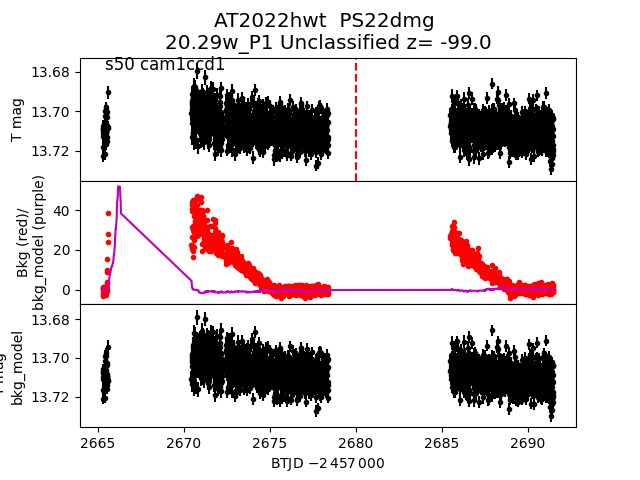 AT2022hwt  PS22dmg
20.29w_P1 Unclassified z= -99.0
s50 cam1ccd1
13.68
13.70
13.72
T mag
40
20
0
Bkg (red)/
bkg_model (purple)
13.68
13.70
13.72
mag
bkg_model
2665
2670
2675
2680
2685
2690
BTJD −2 457 000